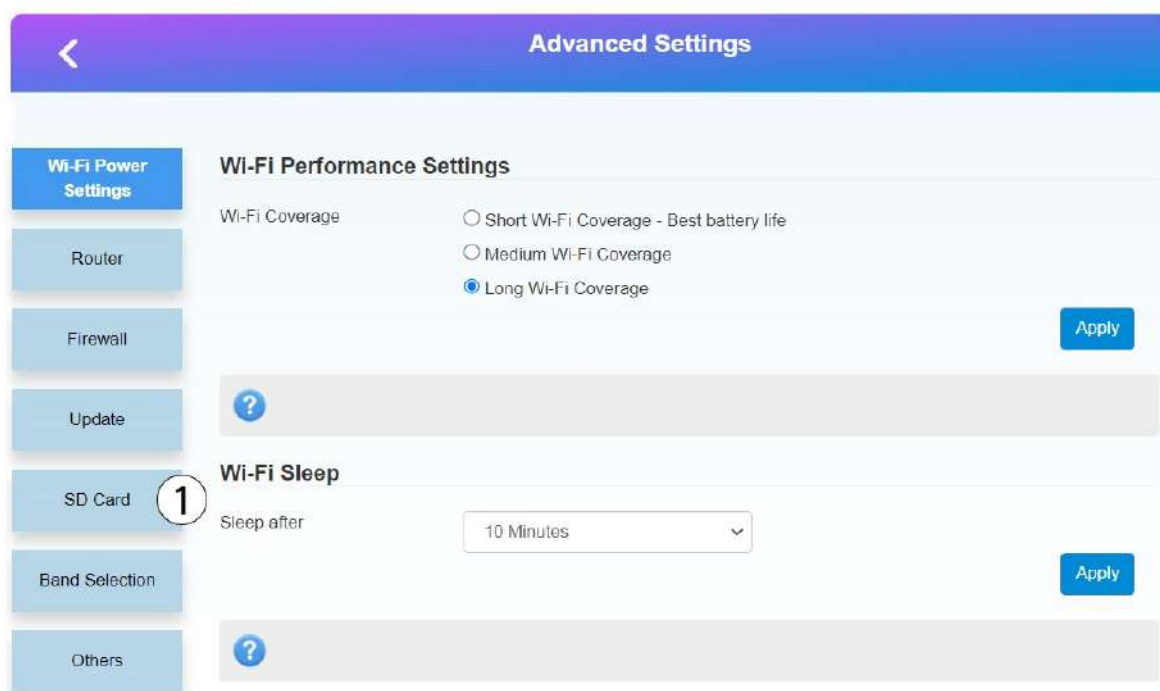 Advanced Settings
Wi-Fi Power
Settings
Router
Firewall
Update
SD Card
1
Band Selection
Others
Wi-Fi Performance Settings
Wi-Fi Coverage
Short Wi-Fi Coverage - Best battery life
Medium Wi-Fi Coverage
Long Wi-Fi Coverage
Apply
?
Wi-Fi Sleep
Sleep after
10 Minutes
Apply
?